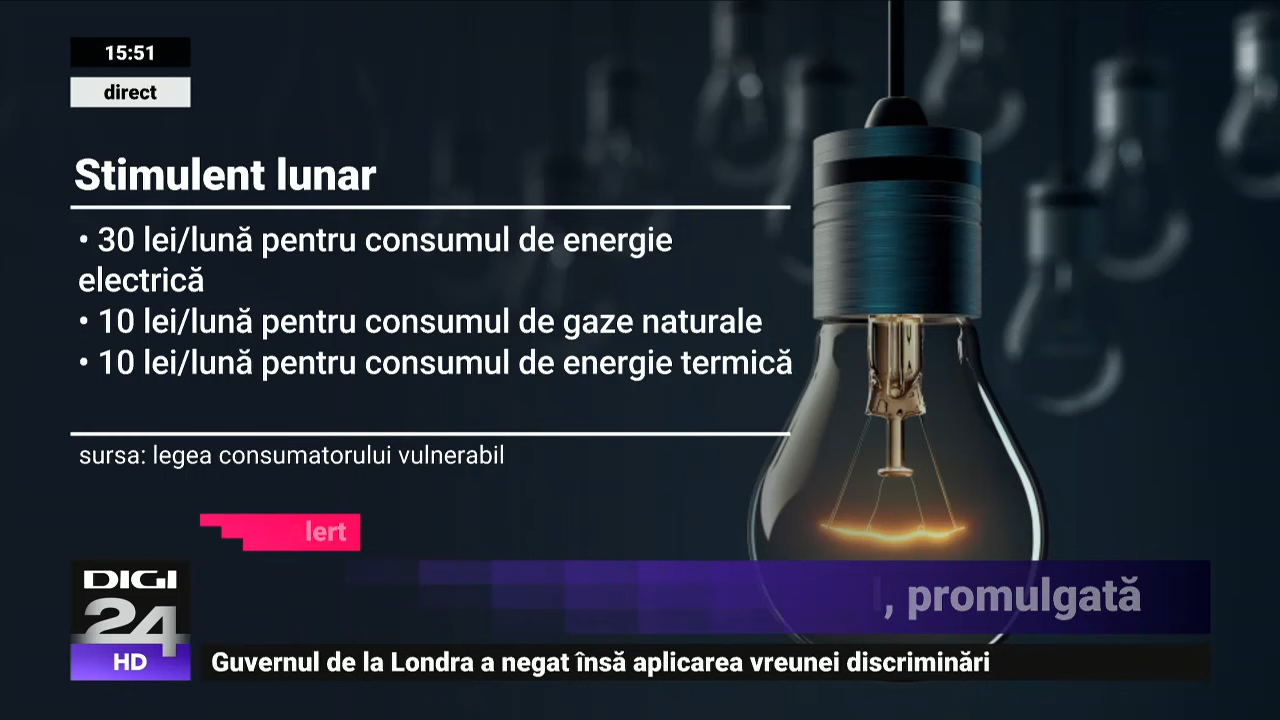 15:51
direct
Stimulent lunar
• 30 lei/lună pentru consumul de energie
electrică
• 10 lei/lună pentru consumul de gaze naturale
• 10 lei/lună pentru consumul de energie termică
sursa: legea consumatorului vulnerabil
lert
, promulgată
DIGI
24
HD
Guvernul de la Londra a negat însă aplicarea vreunei discriminări